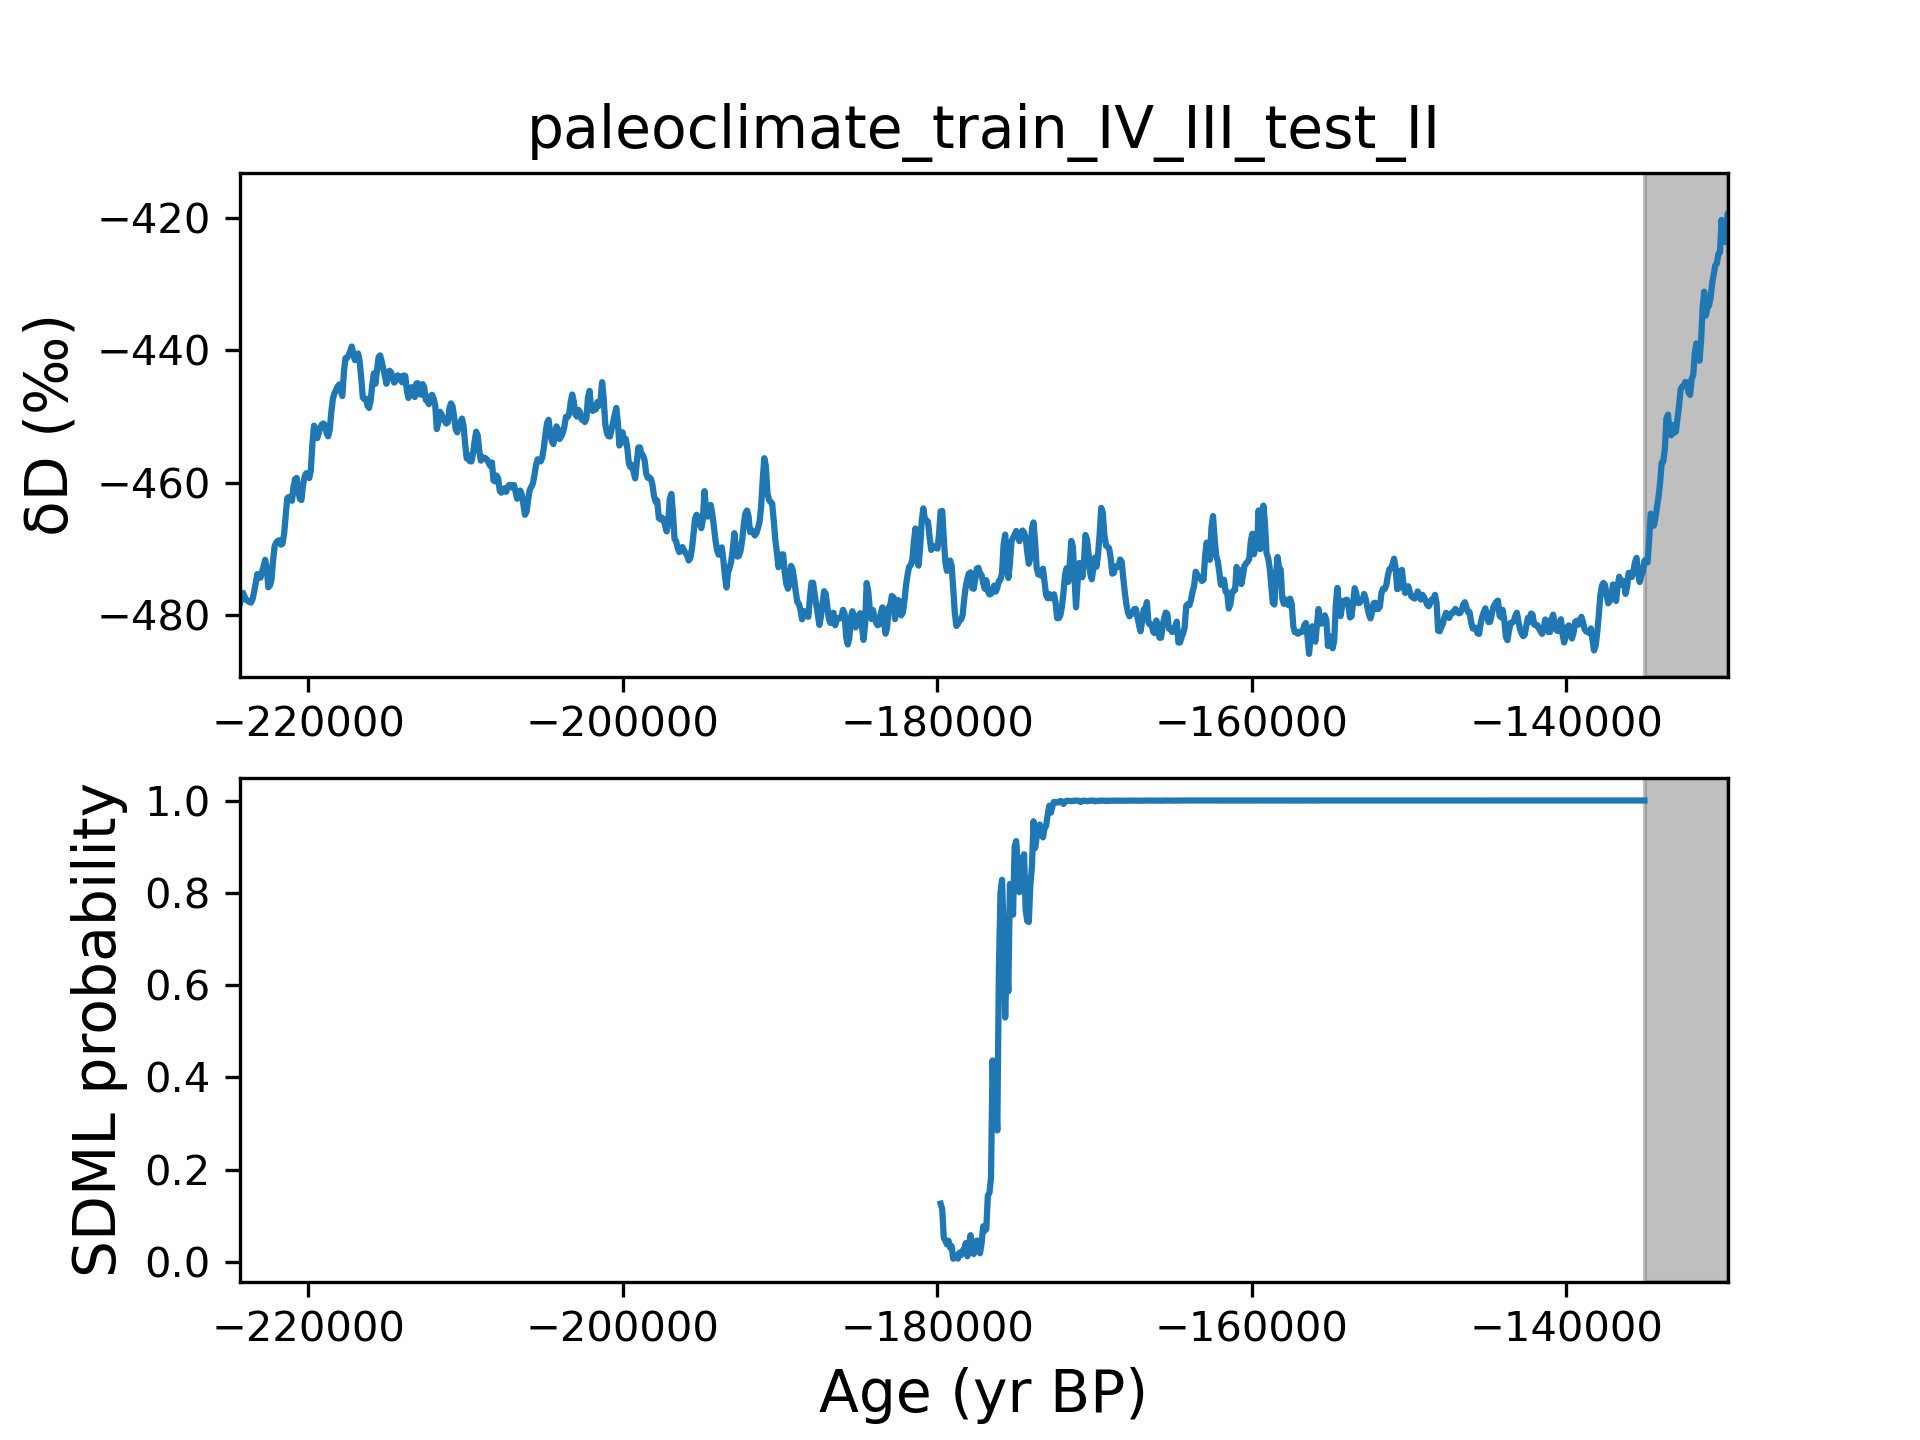 paleoclimate_train_IV_III_test_II
δD (‰)
−420
−440
−460
−480
−220000 −200000 −180000 −160000 −140000
SDML probability
1.0
0.8
0.6
0.4
0.2
0.0
−220000 −200000 −180000 −160000 −140000
Age (yr BP)